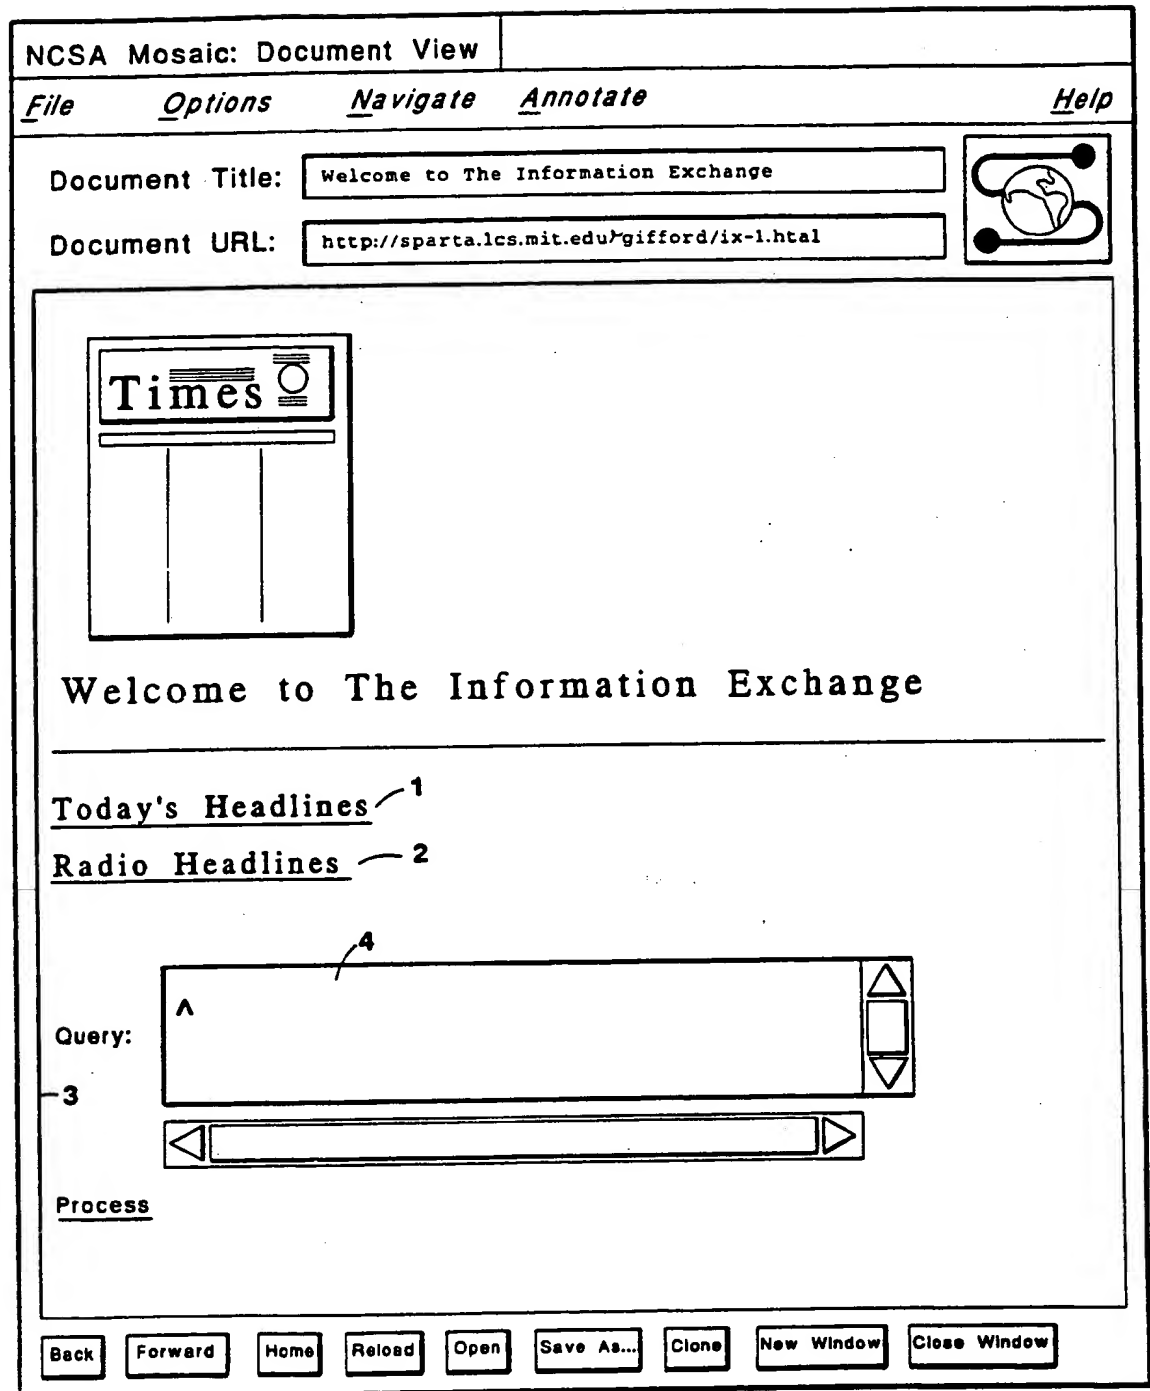 NCSA Mosaic: Document View
File Options Navigate Annotate Help
Document Title: Welcome to The Information Exchange
Document URL: http://sparta.lcs.mit.edu/~gifford/ix-1.htal
Times
Welcome to The Information Exchange
Today's Headlines 1
Radio Headlines 2
4
^
Query:
3
Process
Back Forward Home Reload Open Save As... Clone New Window Close Window